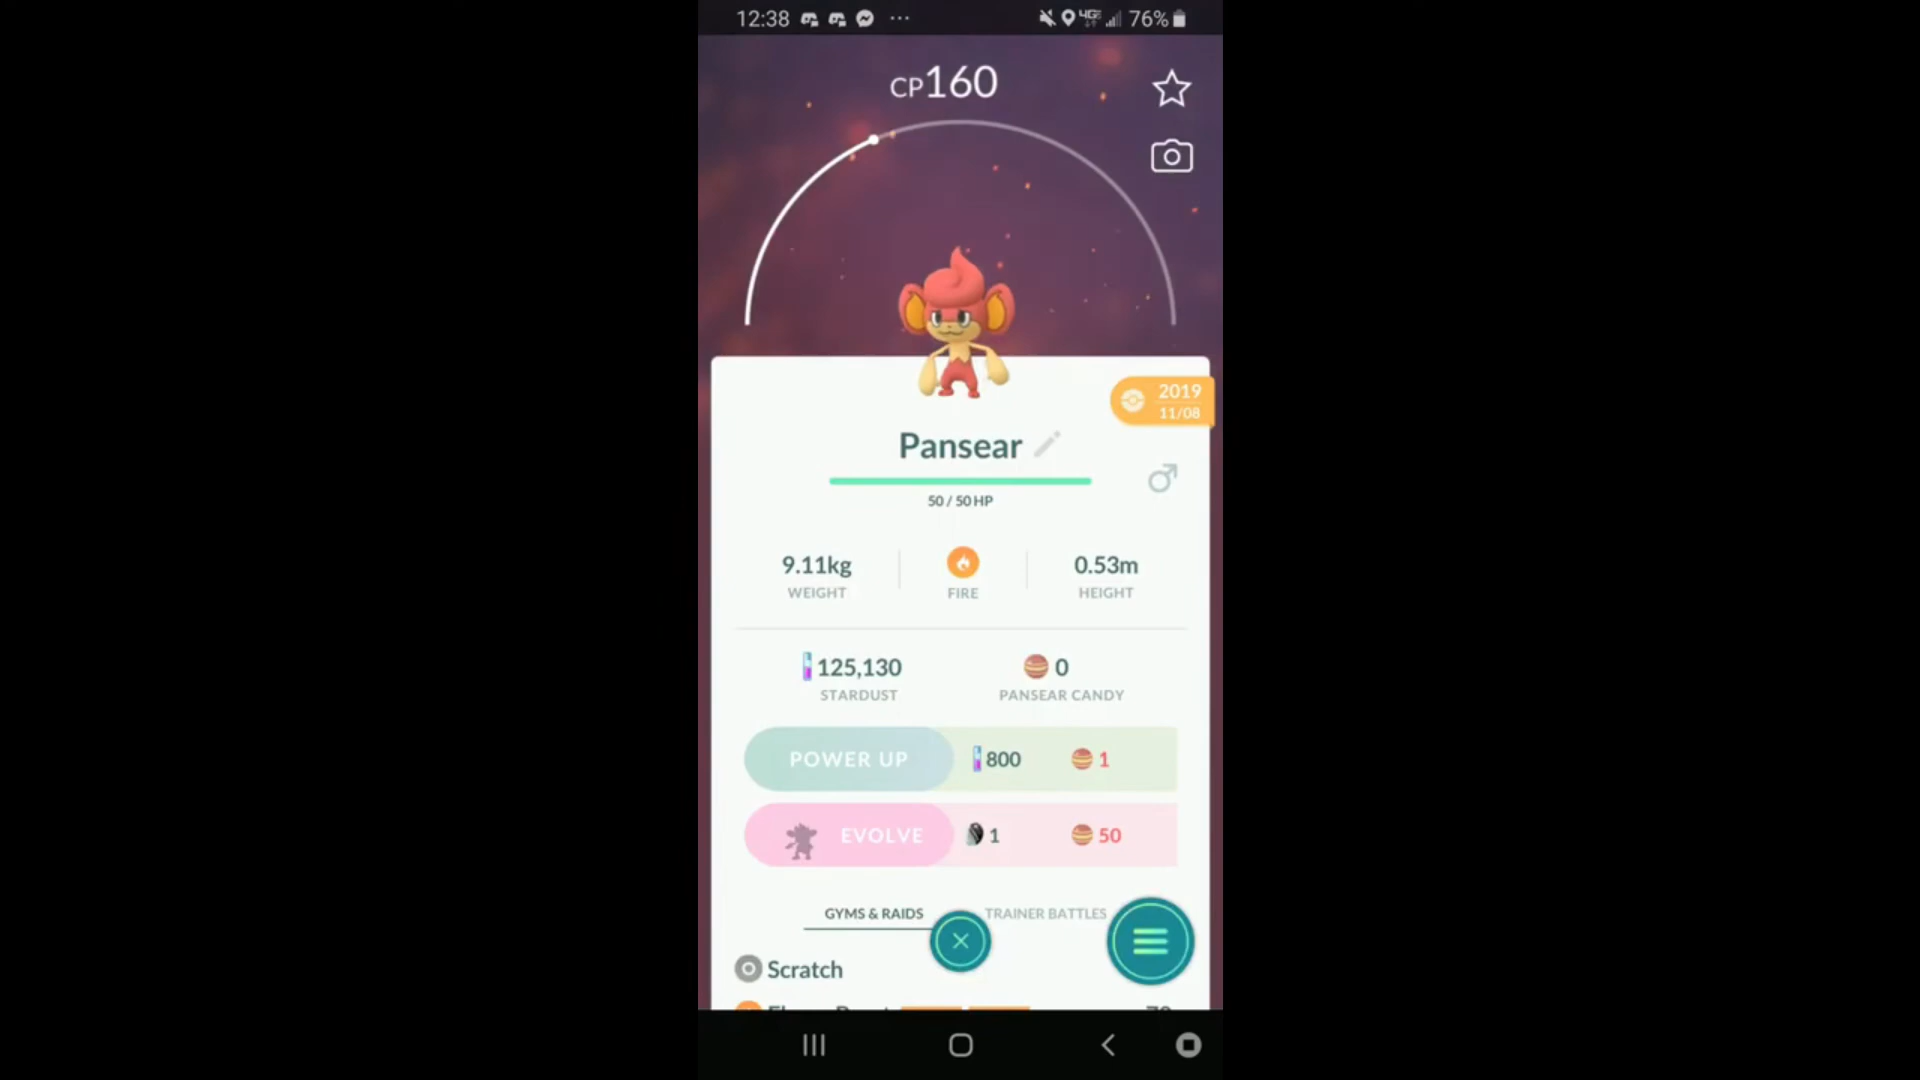 12:38 ... 4G 76%
CP160
2019
11/08
Pansear
50 / 50 HP
9.11kg
WEIGHT
FIRE
0.53m
HEIGHT
125,130
STARDUST
0
PANSEAR CANDY
POWER UP 800 1
EVOLVE 1 50
GYMS & RAIDS TRAINER BATTLES
Scratch